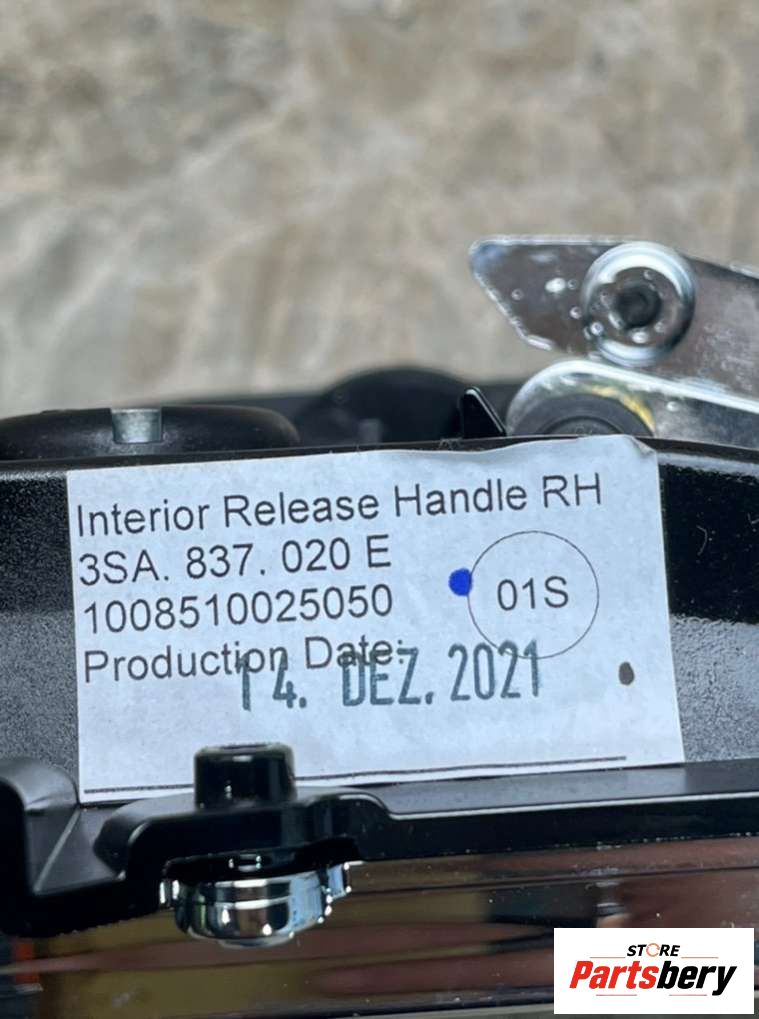 Interior Release Handle RH
3SA. 837. 020 E
1008510025050
01S
Production Date:
14. DEZ. 2021
STORE
Partsbery